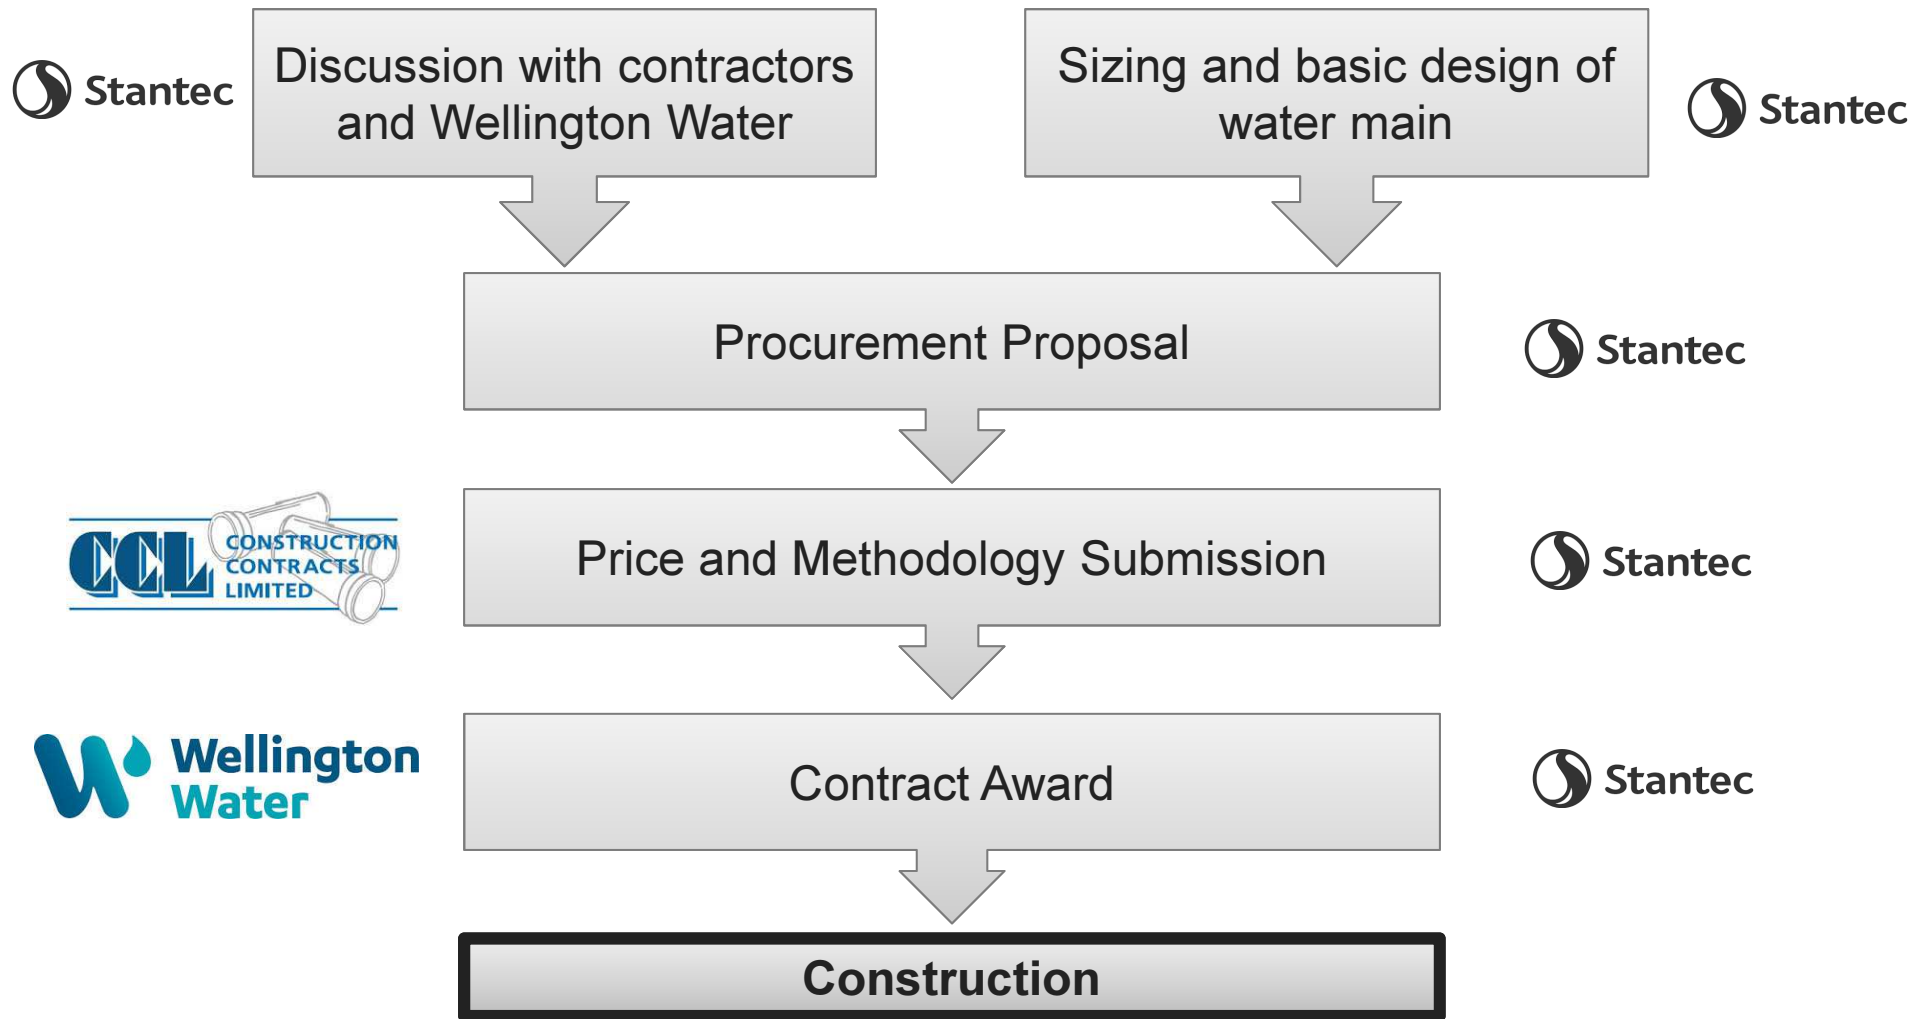 Stantec
Discussion with contractors
and Wellington Water
Sizing and basic design of
water main
Stantec
Procurement Proposal
Stantec
CCL
CONSTRUCTION
CONTRACTS
LIMITED
Price and Methodology Submission
Stantec
Wellington
Water
Contract Award
Stantec
Construction